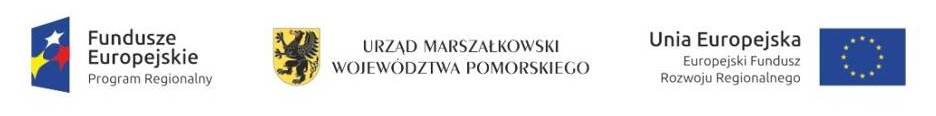 Fundusze
Europejskie
Program Regionalny
URZĄD MARSZAŁKOWSKI
WOJEWÓDZTWA POMORSKIEGO
Unia Europejska
Europejski Fundusz
Rozwoju Regionalnego